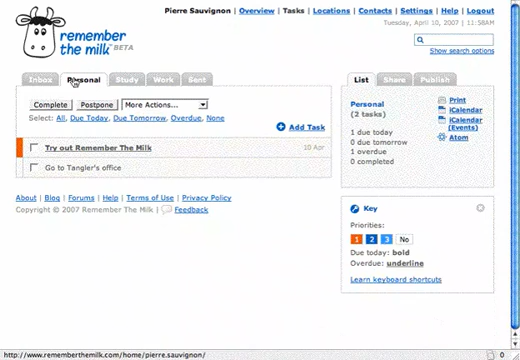 Pierre Sauvignon | Overview | Tasks | Locations | Contacts | Settings | Help | Logout
Tuesday, April 10, 2007 | 11:58AM
remember
the milk BETA
Show search options
Inbox Personal Study Work Sent
List Share Publish
Complete Postpone More Actions...
Select: All, Due Today, Due Tomorrow, Overdue, None
Add Task
Try out Remember The Milk 10 Apr
Go to Tangler's office
Personal
(2 tasks)
1 due today
0 due tomorrow
1 overdue
0 completed
Print
iCalendar
iCalendar
(Events)
Atom
About | Blog | Forums | Help | Terms of Use | Privacy Policy
Copyright © 2007 Remember The Milk | Feedback
Key
Priorities:
1 2 3 No
Due today: bold
Overdue: underline
Learn keyboard shortcuts
http://www.rememberthemilk.com/home/pierre.sauvignon/ 0